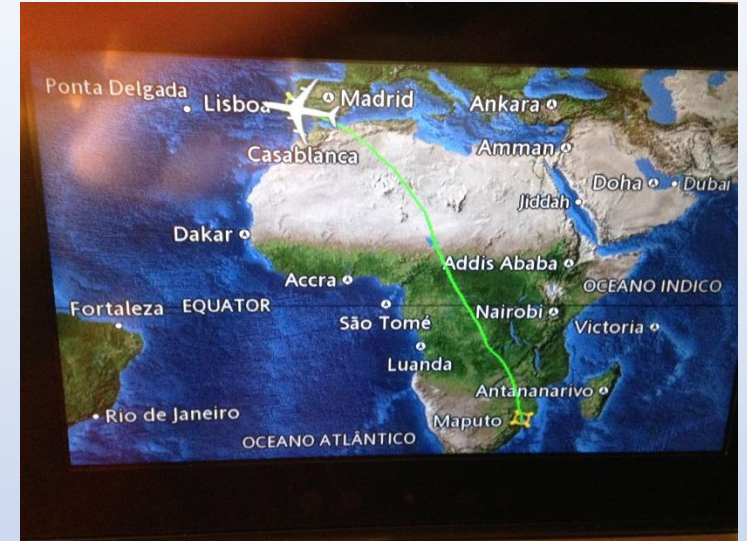 Ponta Delgada
Lisboa
Madrid
Ankara
Casablanca
Amman
Doha
Dubai
Jiddah
Dakar
Addis Ababa
Accra
OCEANO INDICO
Fortaleza
EQUATOR
São Tomé
Nairobi
Victoria
Luanda
Antananarivo
Rio de Janeiro
Maputo
OCEANO ATLÂNTICO